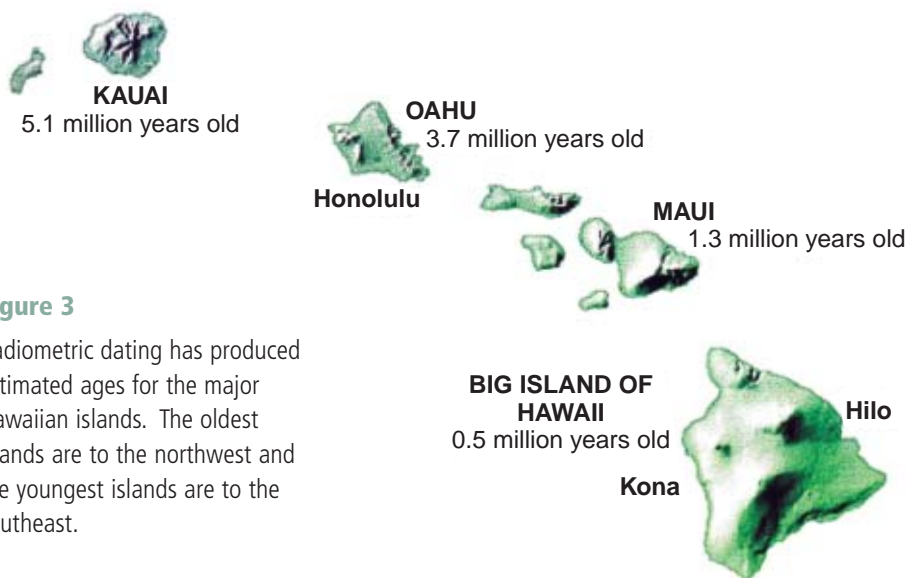 KAUAI
5.1 million years old
OAHU
3.7 million years old
Honolulu
MAUI
1.3 million years old
gure 3
adiometric dating has produced
timated ages for the major
awaiian islands. The oldest
ands are to the northwest and
e youngest islands are to the
utheast.
BIG ISLAND OF
HAWAII
0.5 million years old
Hilo
Kona